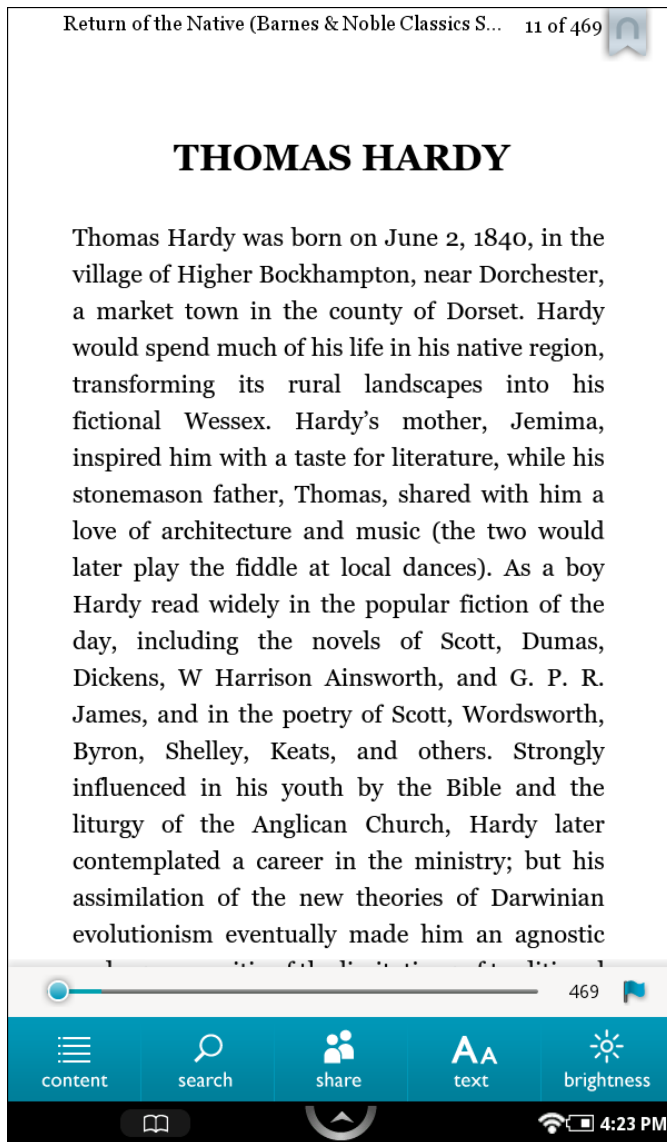 Return of the Native (Barnes & Noble Classics S... 11 of 469
THOMAS HARDY
Thomas Hardy was born on June 2, 1840, in the
village of Higher Bockhampton, near Dorchester,
a market town in the county of Dorset. Hardy
would spend much of his life in his native region,
transforming its rural landscapes into his
fictional Wessex. Hardy’s mother, Jemima,
inspired him with a taste for literature, while his
stonemason father, Thomas, shared with him a
love of architecture and music (the two would
later play the fiddle at local dances). As a boy
Hardy read widely in the popular fiction of the
day, including the novels of Scott, Dumas,
Dickens, W Harrison Ainsworth, and G. P. R.
James, and in the poetry of Scott, Wordsworth,
Byron, Shelley, Keats, and others. Strongly
influenced in his youth by the Bible and the
liturgy of the Anglican Church, Hardy later
contemplated a career in the ministry; but his
assimilation of the new theories of Darwinian
evolutionism eventually made him an agnostic
469
content search share AA text brightness
4:23 PM